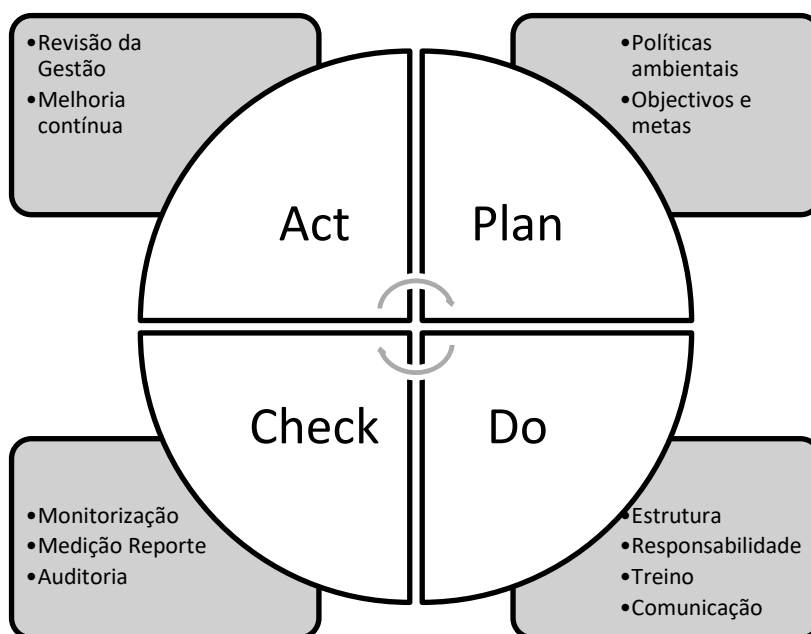 •Revisão da
Gestão
•Melhoria
contínua
•Políticas
ambientais
•Objectivos e
metas
Act
Plan
Check
Do
•Monitorização
•Medição Reporte
•Auditoria
•Estrutura
•Responsabilidade
•Treino
•Comunicação